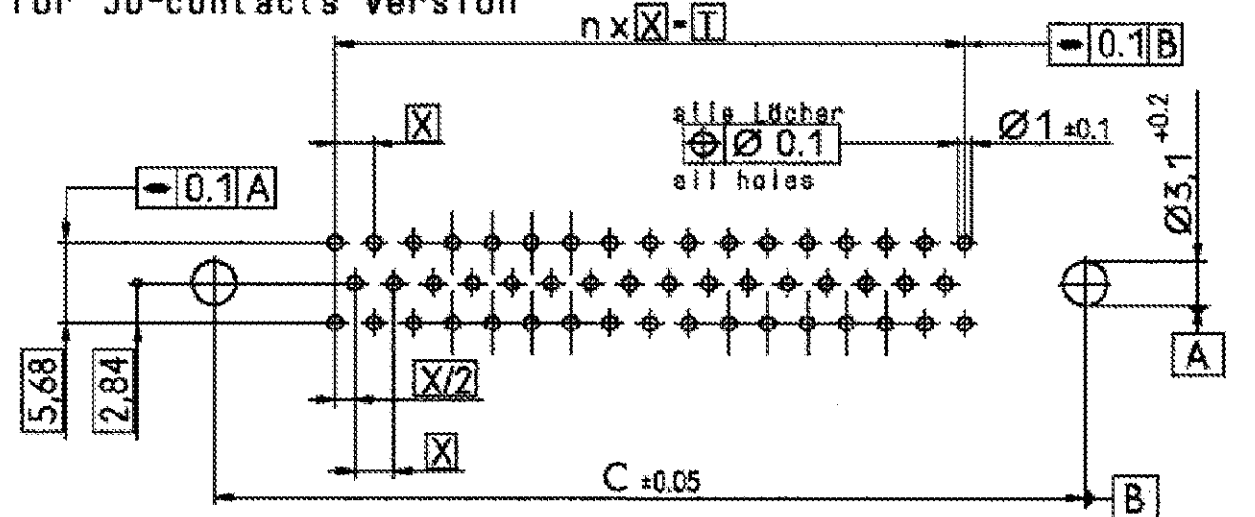 for 50-contacts version
n x X = T
0.1 B
X
alle Löcher
Ø 0.1
all holes
Ø1 ±0.1
Ø3,1 +0.2
0.1 A
5,68
2,84
X/2
X
A
C ±0.05
B